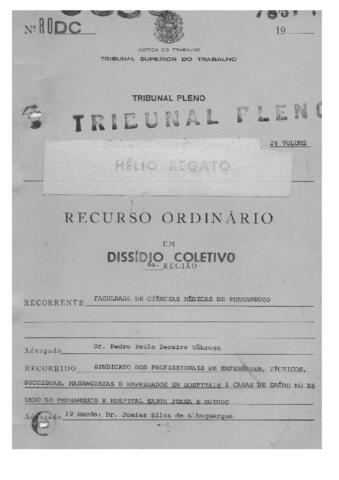 Nº RODC 19
JUSTIÇA DO TRABALHO
TRIBUNAL SUPERIOR DO TRABALHO
TRIBUNAL PLENO
TRIBUNAL PLENO
2º VOLUME
HÉLIO REGATO
RECURSO ORDINÁRIO
EM
DISSÍDIO COLETIVO
6a. REGIÃO
RECORRENTE FACULDADE DE CIÊNCIAS MÉDICAS DE PERNAMBUCO
Advogado Dr. Pedro Paulo Pereira Nóbrega
RECORRIDO SINDICATO DOS PROFISSIONAIS DE ENFERMAGEM, TÉCNICOS,
DUCHISTAS, MASSAGISTAS E EMPREGADOS EM HOSPITAIS E CASAS DE SAÚDE NO ES
TADO DE PERNAMBUCO E HOSPITAL SANTA JOANA E OUTROS
Advogado 1º Recdo: Dr. Josias Silva de Albuquerque